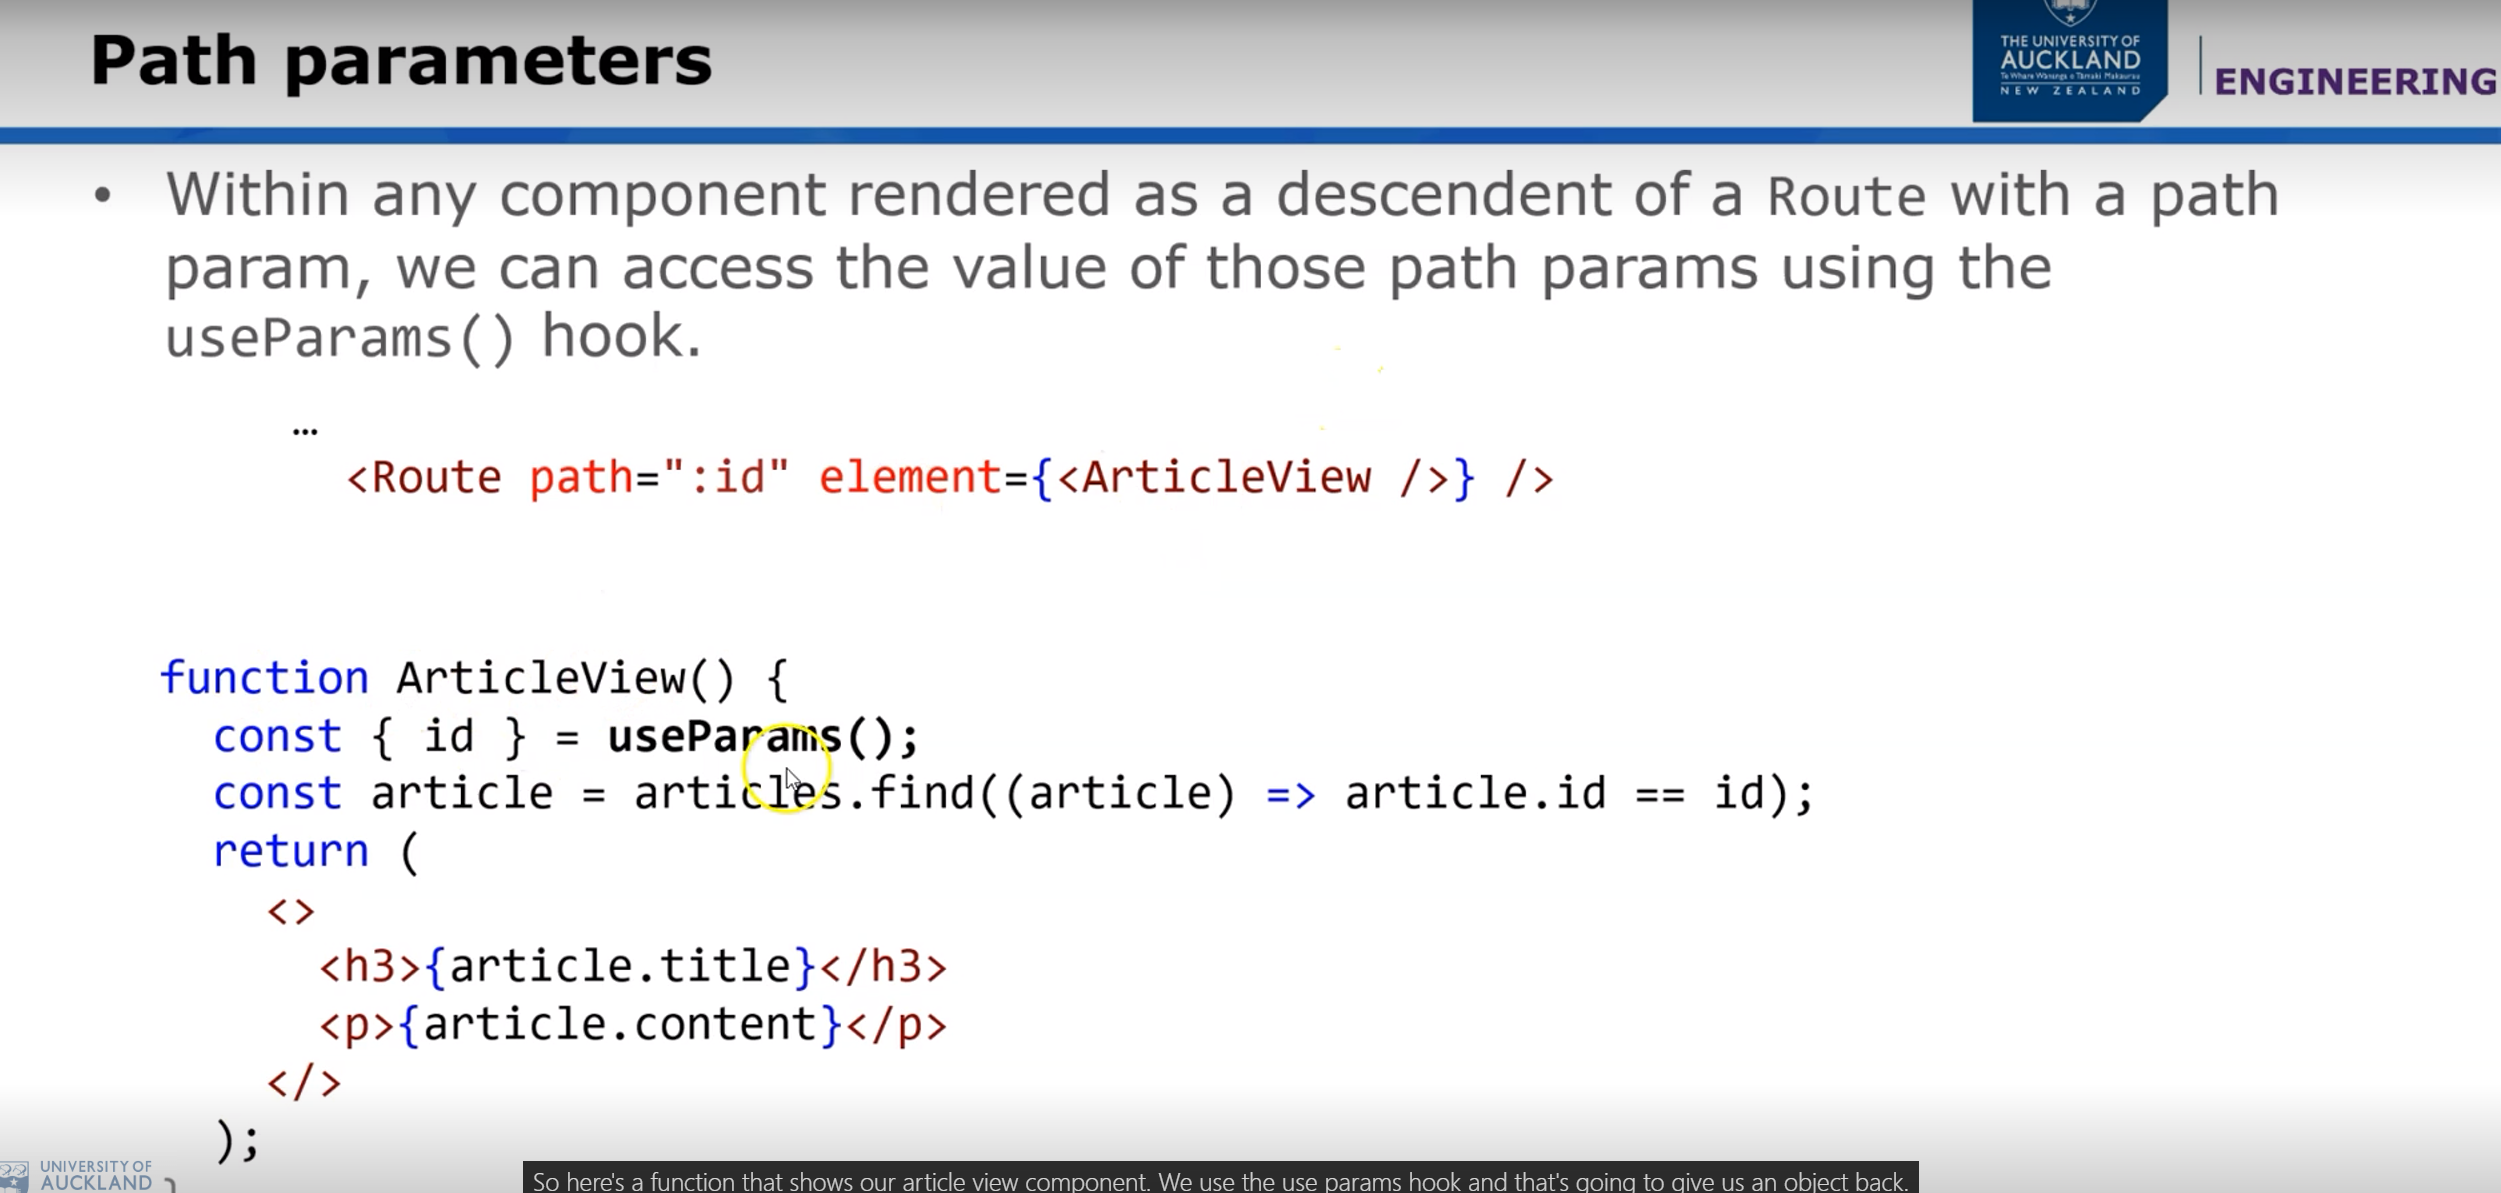 Path parameters
THE UNIVERSITY OF
AUCKLAND
Te Whare Wānanga o Tāmaki Makaurau
NEW ZEALAND
ENGINEERING
• Within any component rendered as a descendent of a Route with a path
param, we can access the value of those path params using the
useParams() hook.
…
<Route path=":id" element={<ArticleView />} />
function ArticleView() {
const { id } = useParams();
const article = articles.find((article) => article.id == id);
return (
<>
<h3>{article.title}</h3>
<p>{article.content}</p>
</>
);
UNIVERSITY OF
AUCKLAND
So here's a function that shows our article view component. We use the use params hook and that's going to give us an object back.